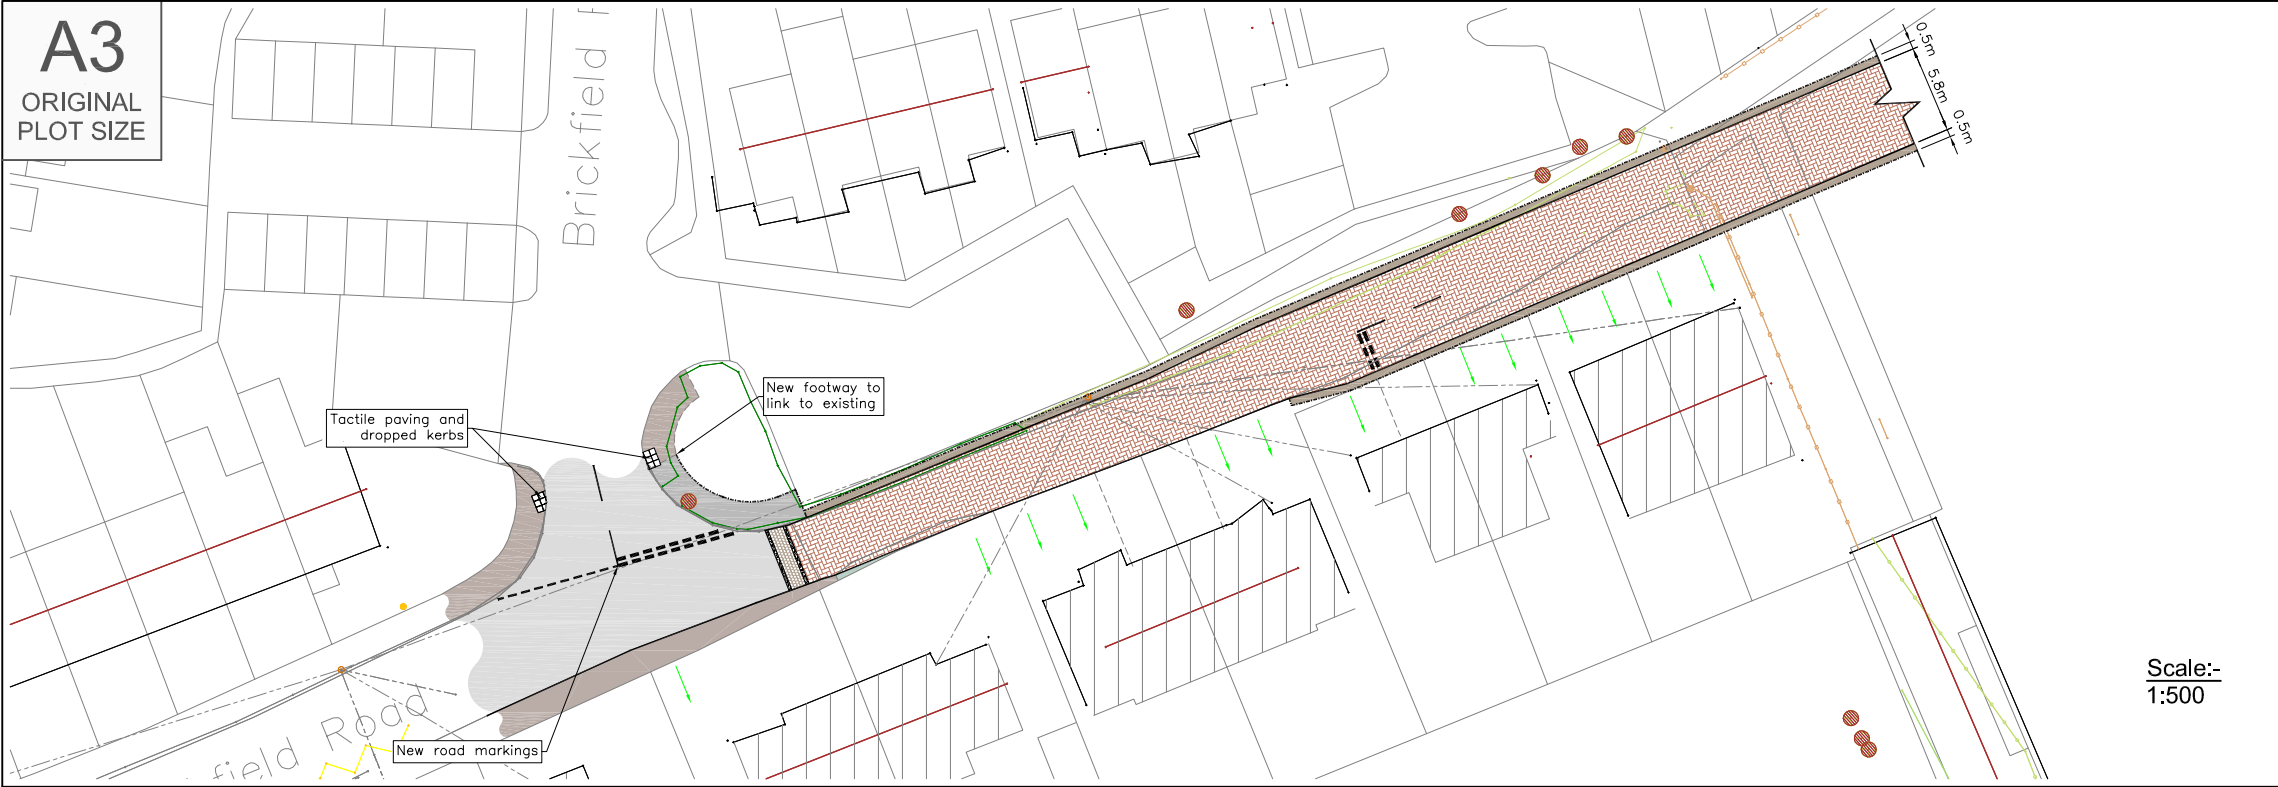 A3
ORIGINAL
PLOT SIZE
Brickfield
0.5m
5.8m
0.5m
New footway to
link to existing
Tactile paving and
dropped kerbs
New road markings
field Road
Scale:-
1:500